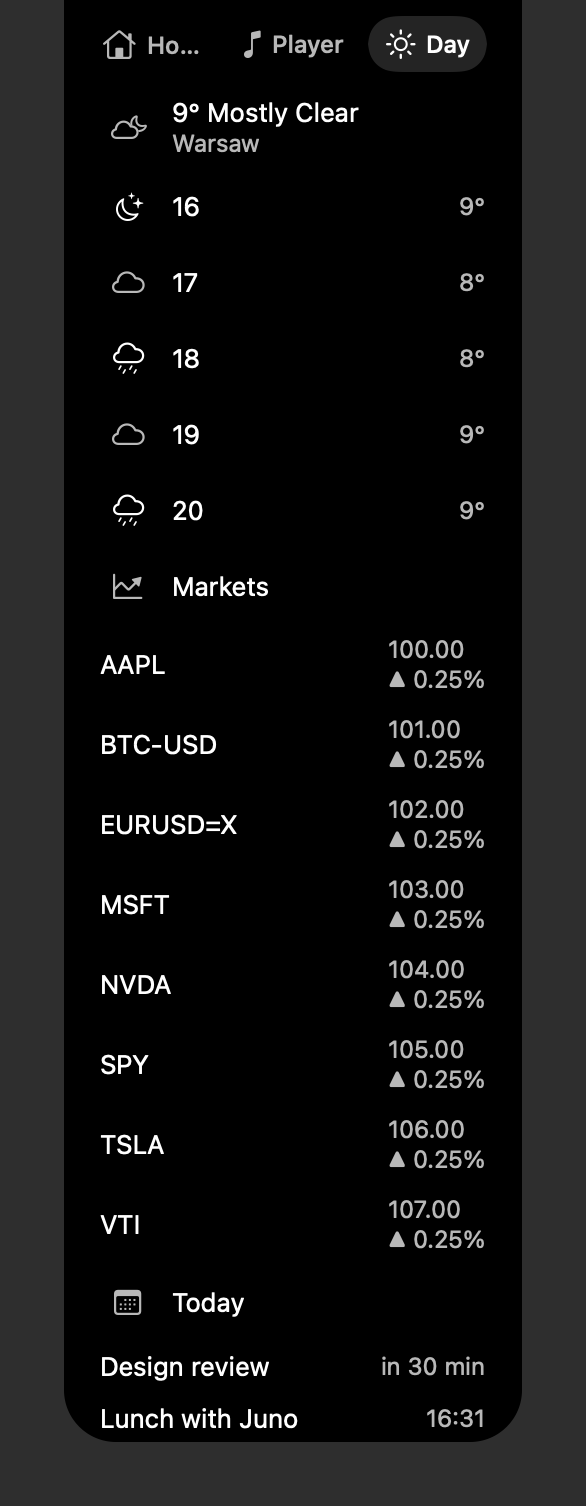 Ho... Player Day
9° Mostly Clear
Warsaw
16 9°
17 8°
18 8°
19 9°
20 9°
Markets
AAPL 100.00
▲ 0.25%
BTC-USD 101.00
▲ 0.25%
EURUSD=X 102.00
▲ 0.25%
MSFT 103.00
▲ 0.25%
NVDA 104.00
▲ 0.25%
SPY 105.00
▲ 0.25%
TSLA 106.00
▲ 0.25%
VTI 107.00
▲ 0.25%
Today
Design review in 30 min
Lunch with Juno 16:31